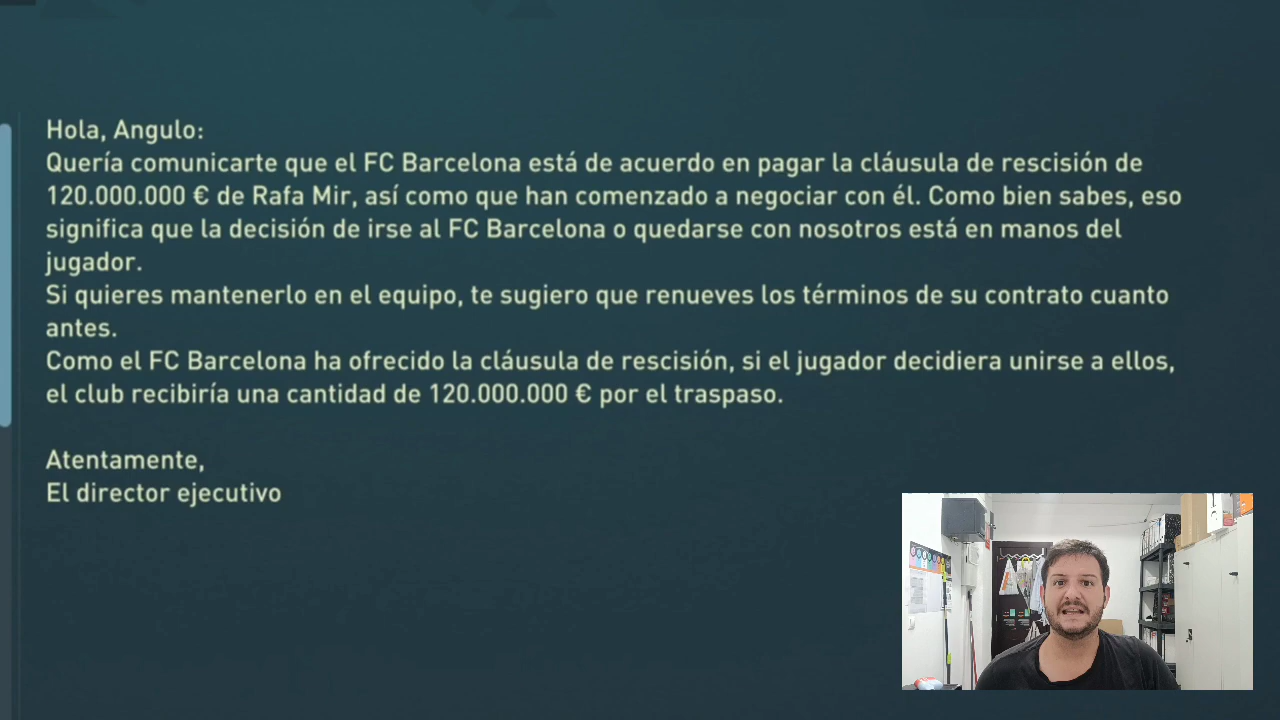 Hola, Angulo:
Quería comunicarte que el FC Barcelona está de acuerdo en pagar la cláusula de rescisión de
120.000.000 € de Rafa Mir, así como que han comenzado a negociar con él. Como bien sabes, eso
significa que la decisión de irse al FC Barcelona o quedarse con nosotros está en manos del
jugador.
Si quieres mantenerlo en el equipo, te sugiero que renueves los términos de su contrato cuanto
antes.
Como el FC Barcelona ha ofrecido la cláusula de rescisión, si el jugador decidiera unirse a ellos,
el club recibiría una cantidad de 120.000.000 € por el traspaso.
Atentamente,
El director ejecutivo